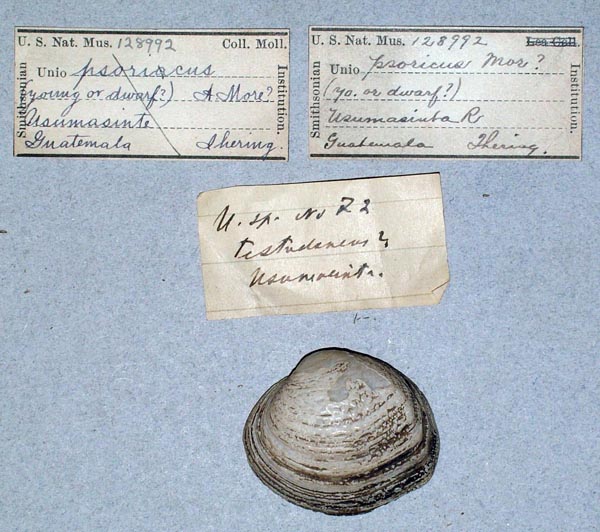 U. S. Nat. Mus. 128992 Coll. Moll.
Smithsonian
Unio psoricus
(young or dwarf?) A More?
Usumasinte
Guatemala Ihering.
Institution.
U. S. Nat. Mus. 128992 Lea Coll.
Smithsonian
Unio psoricus Mor?
(yo. or dwarf?)
Usumasinta R
Guatemala Ihering.
Institution.
U. sp. No 22
testudineus?
Usumasinta.